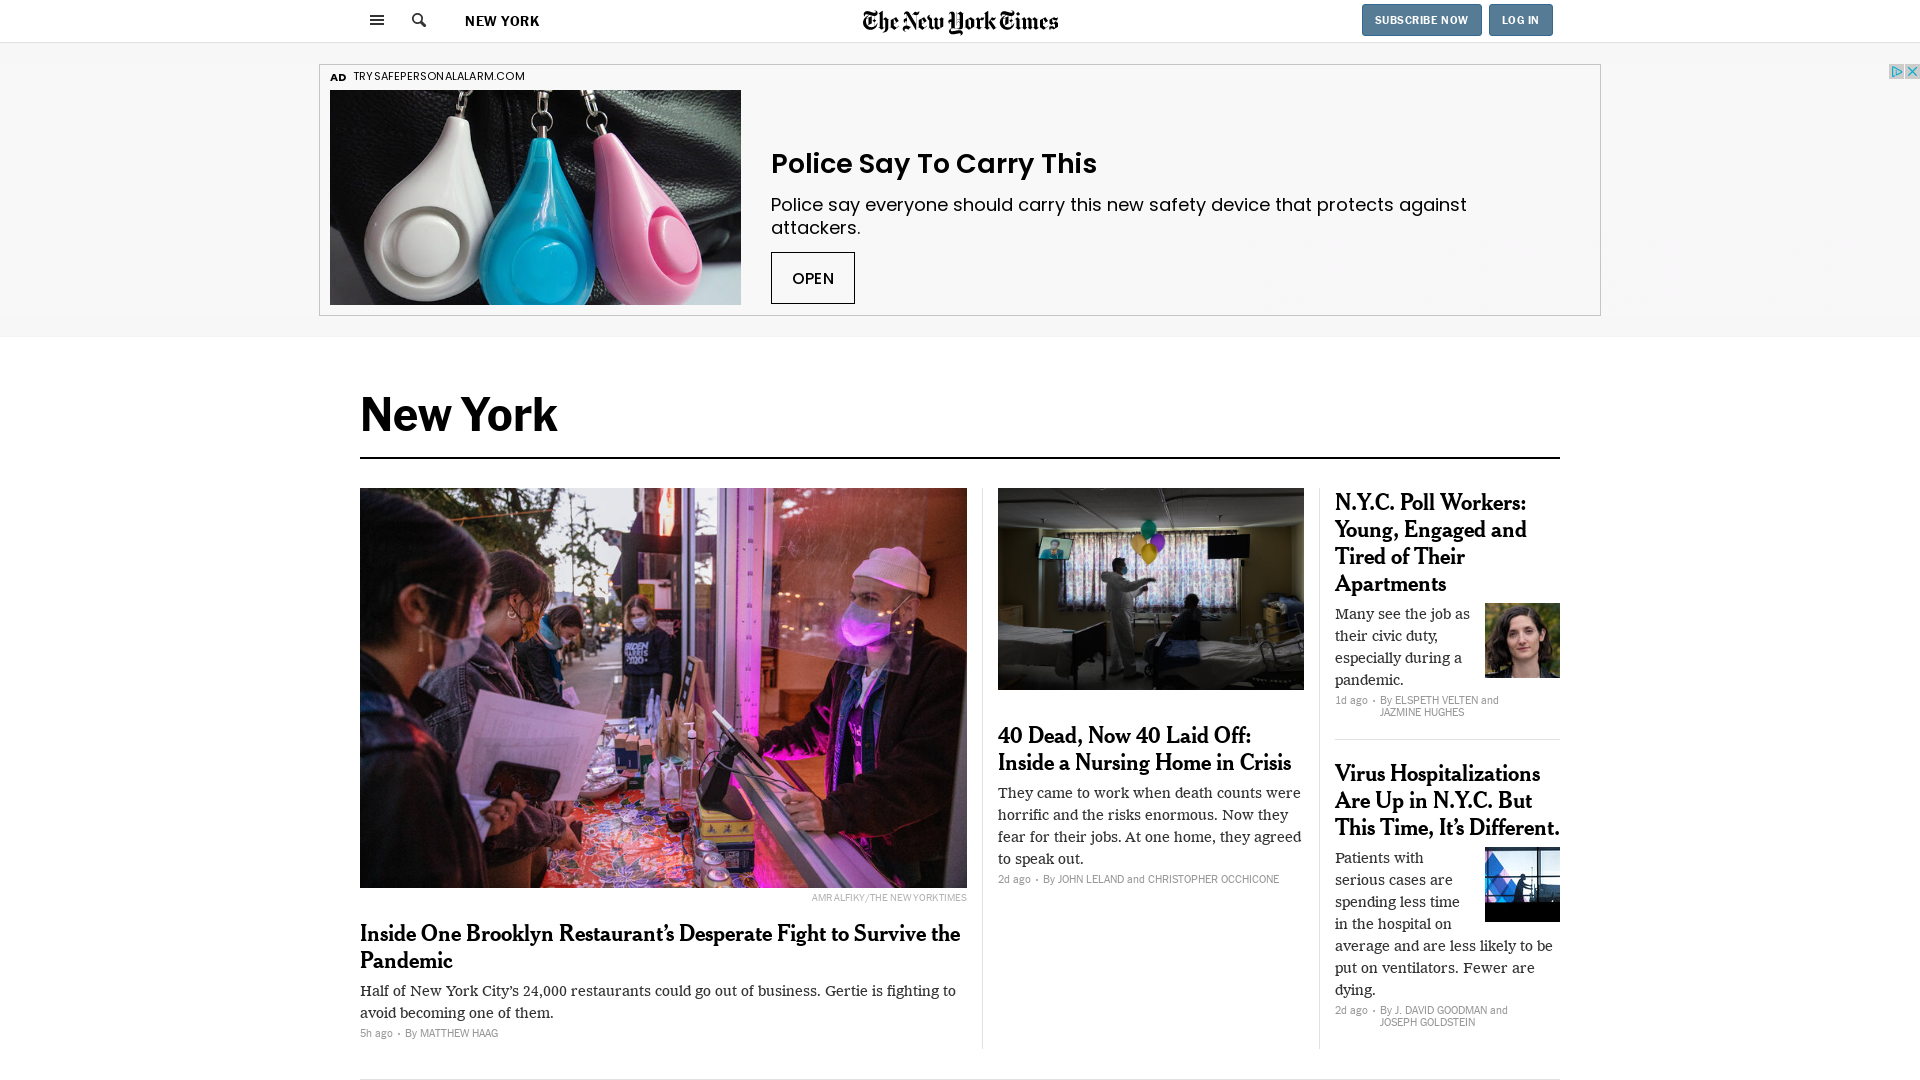 NEW YORK
The New York Times
SUBSCRIBE NOW
LOG IN
AD TRYSAFEPERSONALALARM.COM
Police Say To Carry This
Police say everyone should carry this new safety device that protects against
attackers.
OPEN
New York
BIDEN
HARRIS
2020
AMR ALFIKY/THE NEW YORK TIMES
Inside One Brooklyn Restaurant’s Desperate Fight to Survive the
Pandemic
Half of New York City’s 24,000 restaurants could go out of business. Gertie is fighting to
avoid becoming one of them.
5h ago • By MATTHEW HAAG
40 Dead, Now 40 Laid Off:
Inside a Nursing Home in Crisis
They came to work when death counts were
horrific and the risks enormous. Now they
fear for their jobs. At one home, they agreed
to speak out.
2d ago • By JOHN LELAND and CHRISTOPHER OCCHICONE
N.Y.C. Poll Workers:
Young, Engaged and
Tired of Their
Apartments
Many see the job as
their civic duty,
especially during a
pandemic.
1d ago • By ELSPETH VELTEN and
JAZMINE HUGHES
Virus Hospitalizations
Are Up in N.Y.C. But
This Time, It’s Different.
Patients with
serious cases are
spending less time
in the hospital on
average and are less likely to be
put on ventilators. Fewer are
dying.
2d ago • By J. DAVID GOODMAN and
JOSEPH GOLDSTEIN